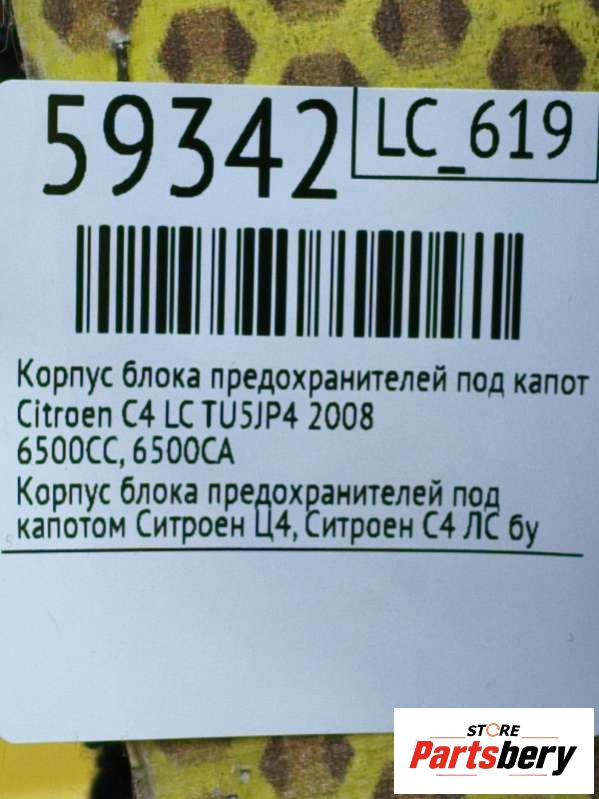 59342
LC_619
Корпус блока предохранителей под капот
Citroen C4 LC TU5JP4 2008
6500CC, 6500CA
Корпус блока предохранителей под
капотом Ситроен Ц4, Ситроен С4 ЛС бу
STORE
Partsbery